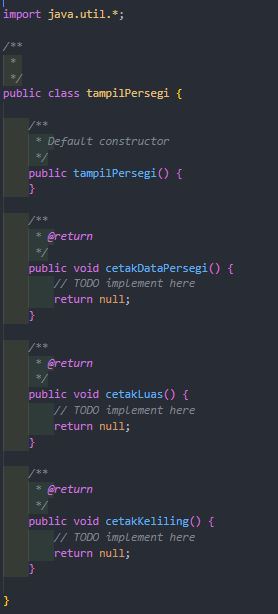 import java.util.*;
/**
 *
 */
public class tampilPersegi {
    /**
     * Default constructor
     */
    public tampilPersegi() {
    }
    /**
     * @return
     */
    public void cetakDataPersegi() {
        // TODO implement here
        return null;
    }
    /**
     * @return
     */
    public void cetakLuas() {
        // TODO implement here
        return null;
    }
    /**
     * @return
     */
    public void cetakKeliling() {
        // TODO implement here
        return null;
    }
}